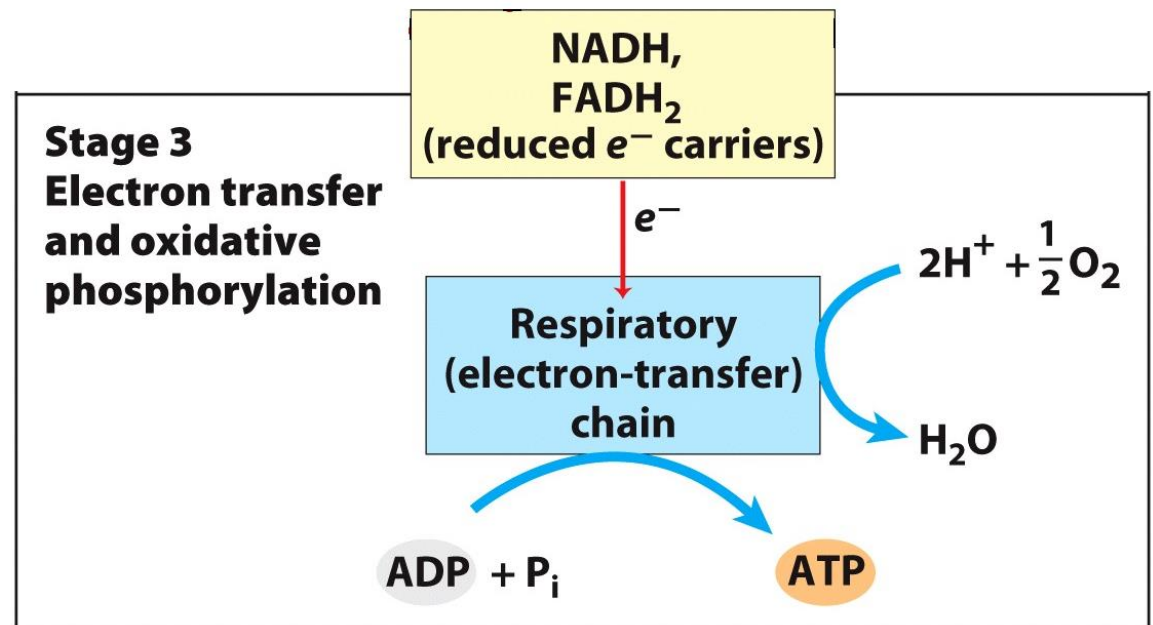 NADH,
FADH₂
(reduced e⁻ carriers)
Stage 3
Electron transfer
and oxidative
phosphorylation
e⁻
2H⁺ + 1/2 O₂
Respiratory
(electron-transfer)
chain
H₂O
ADP + Pᵢ
ATP